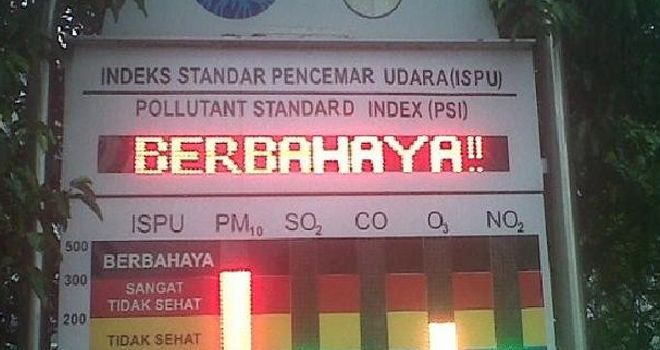 INDEKS STANDAR PENCEMAR UDARA(ISPU)
POLLUTANT STANDARD INDEX (PSI)
BERBAHAYA!!
ISPU PM10 SO2 CO O3 NO2
500
BERBAHAYA
300
SANGAT
TIDAK SEHAT
200
TIDAK SEHAT